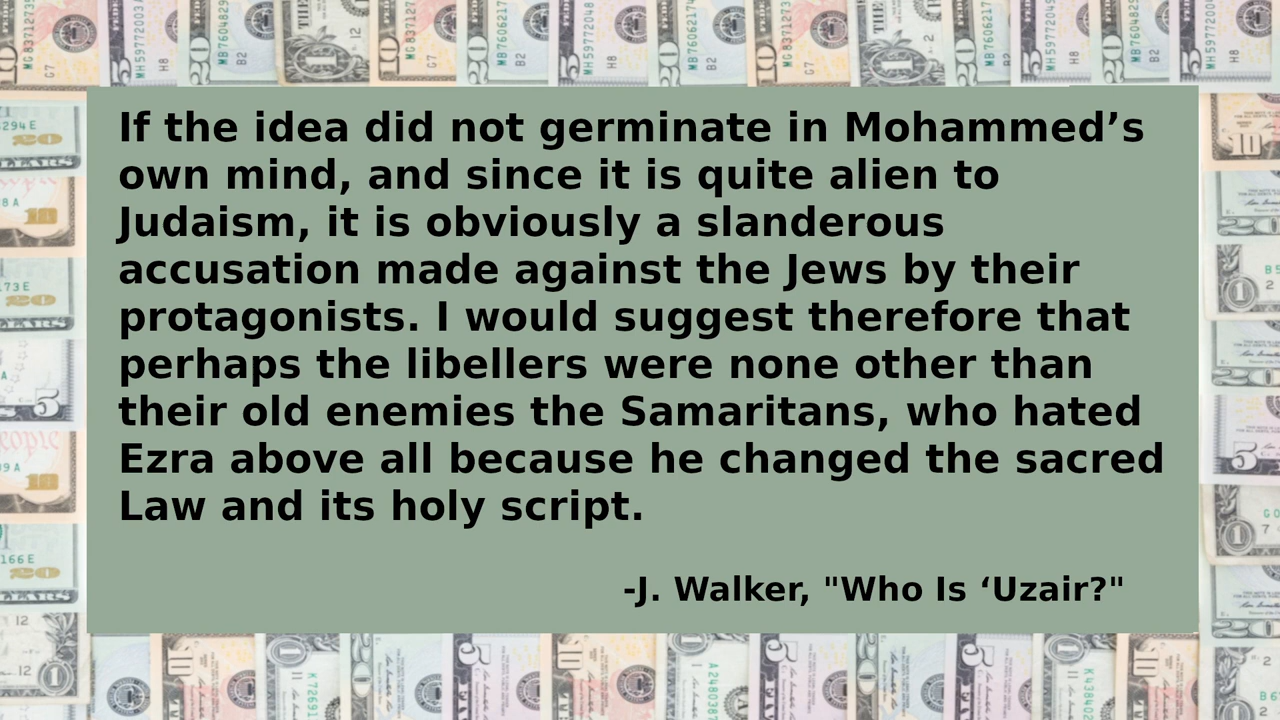 If the idea did not germinate in Mohammed’s
own mind, and since it is quite alien to
Judaism, it is obviously a slanderous
accusation made against the Jews by their
protagonists. I would suggest therefore that
perhaps the libellers were none other than
their old enemies the Samaritans, who hated
Ezra above all because he changed the sacred
Law and its holy script.
-J. Walker, "Who Is ‘Uzair?"